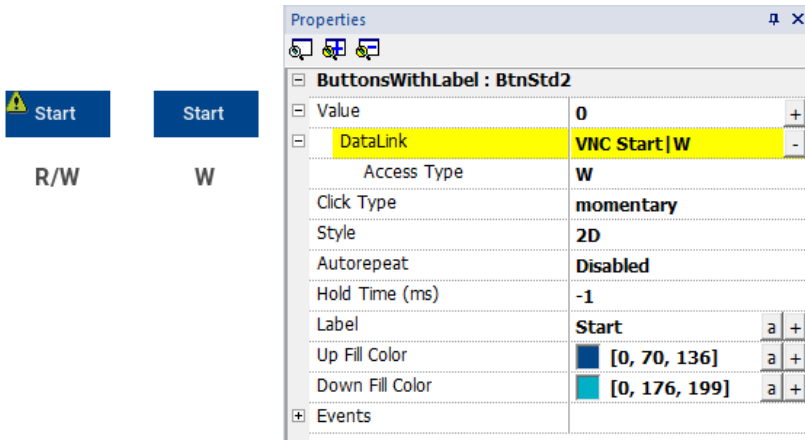 Start
Start
R/W
W
Properties
ButtonsWithLabel : BtnStd2
Value 0 +
DataLink VNC Start|W -
Access Type W
Click Type momentary
Style 2D
Autorepeat Disabled
Hold Time (ms) -1
Label Start a +
Up Fill Color [0, 70, 136] a +
Down Fill Color [0, 176, 199] a +
Events